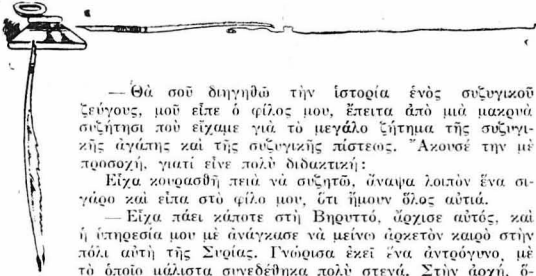 — Θὰ σοῦ διηγηθῶ τὴν ἱστορία ἑνὸς συζυγικοῦ
ζεύγους, μοῦ εἶπε ὁ φίλος μου, ἔπειτα ἀπὸ μιὰ μακρυὰ
συζήτησι ποὺ εἴχαμε γιὰ τὸ μεγάλο ζήτημα τῆς συζυγι-
κῆς ἀγάπης καὶ τῆς συζυγικῆς πίστεως. Ἄκουσέ την μὲ
προσοχή, γιατί εἶνε πολὺ διδακτική:
Εἶχα κουρασθῆ πειὰ νὰ συζητῶ, ἄναψα λοιπὸν ἕνα σι-
γάρο καὶ εἶπα στὸ φίλο μου, ὅτι ἤμουν ὅλος αὐτιά.
— Εἶχα πάει κάποτε στὴ Βηρυττό, ἄρχισε αὐτός, καὶ
ἡ ὑπηρεσία μου μὲ ἀνάγκασε νὰ μείνω ἀρκετὸν καιρὸ στὴν
πόλι αὐτὴ τῆς Συρίας. Γνώρισα ἐκεῖ ἕνα ἀντρόγυνο, μὲ
τὸ ὁποῖο μάλιστα συνεδέθηκα πολὺ στενά. Στὴν ἀρχή, ὅ-